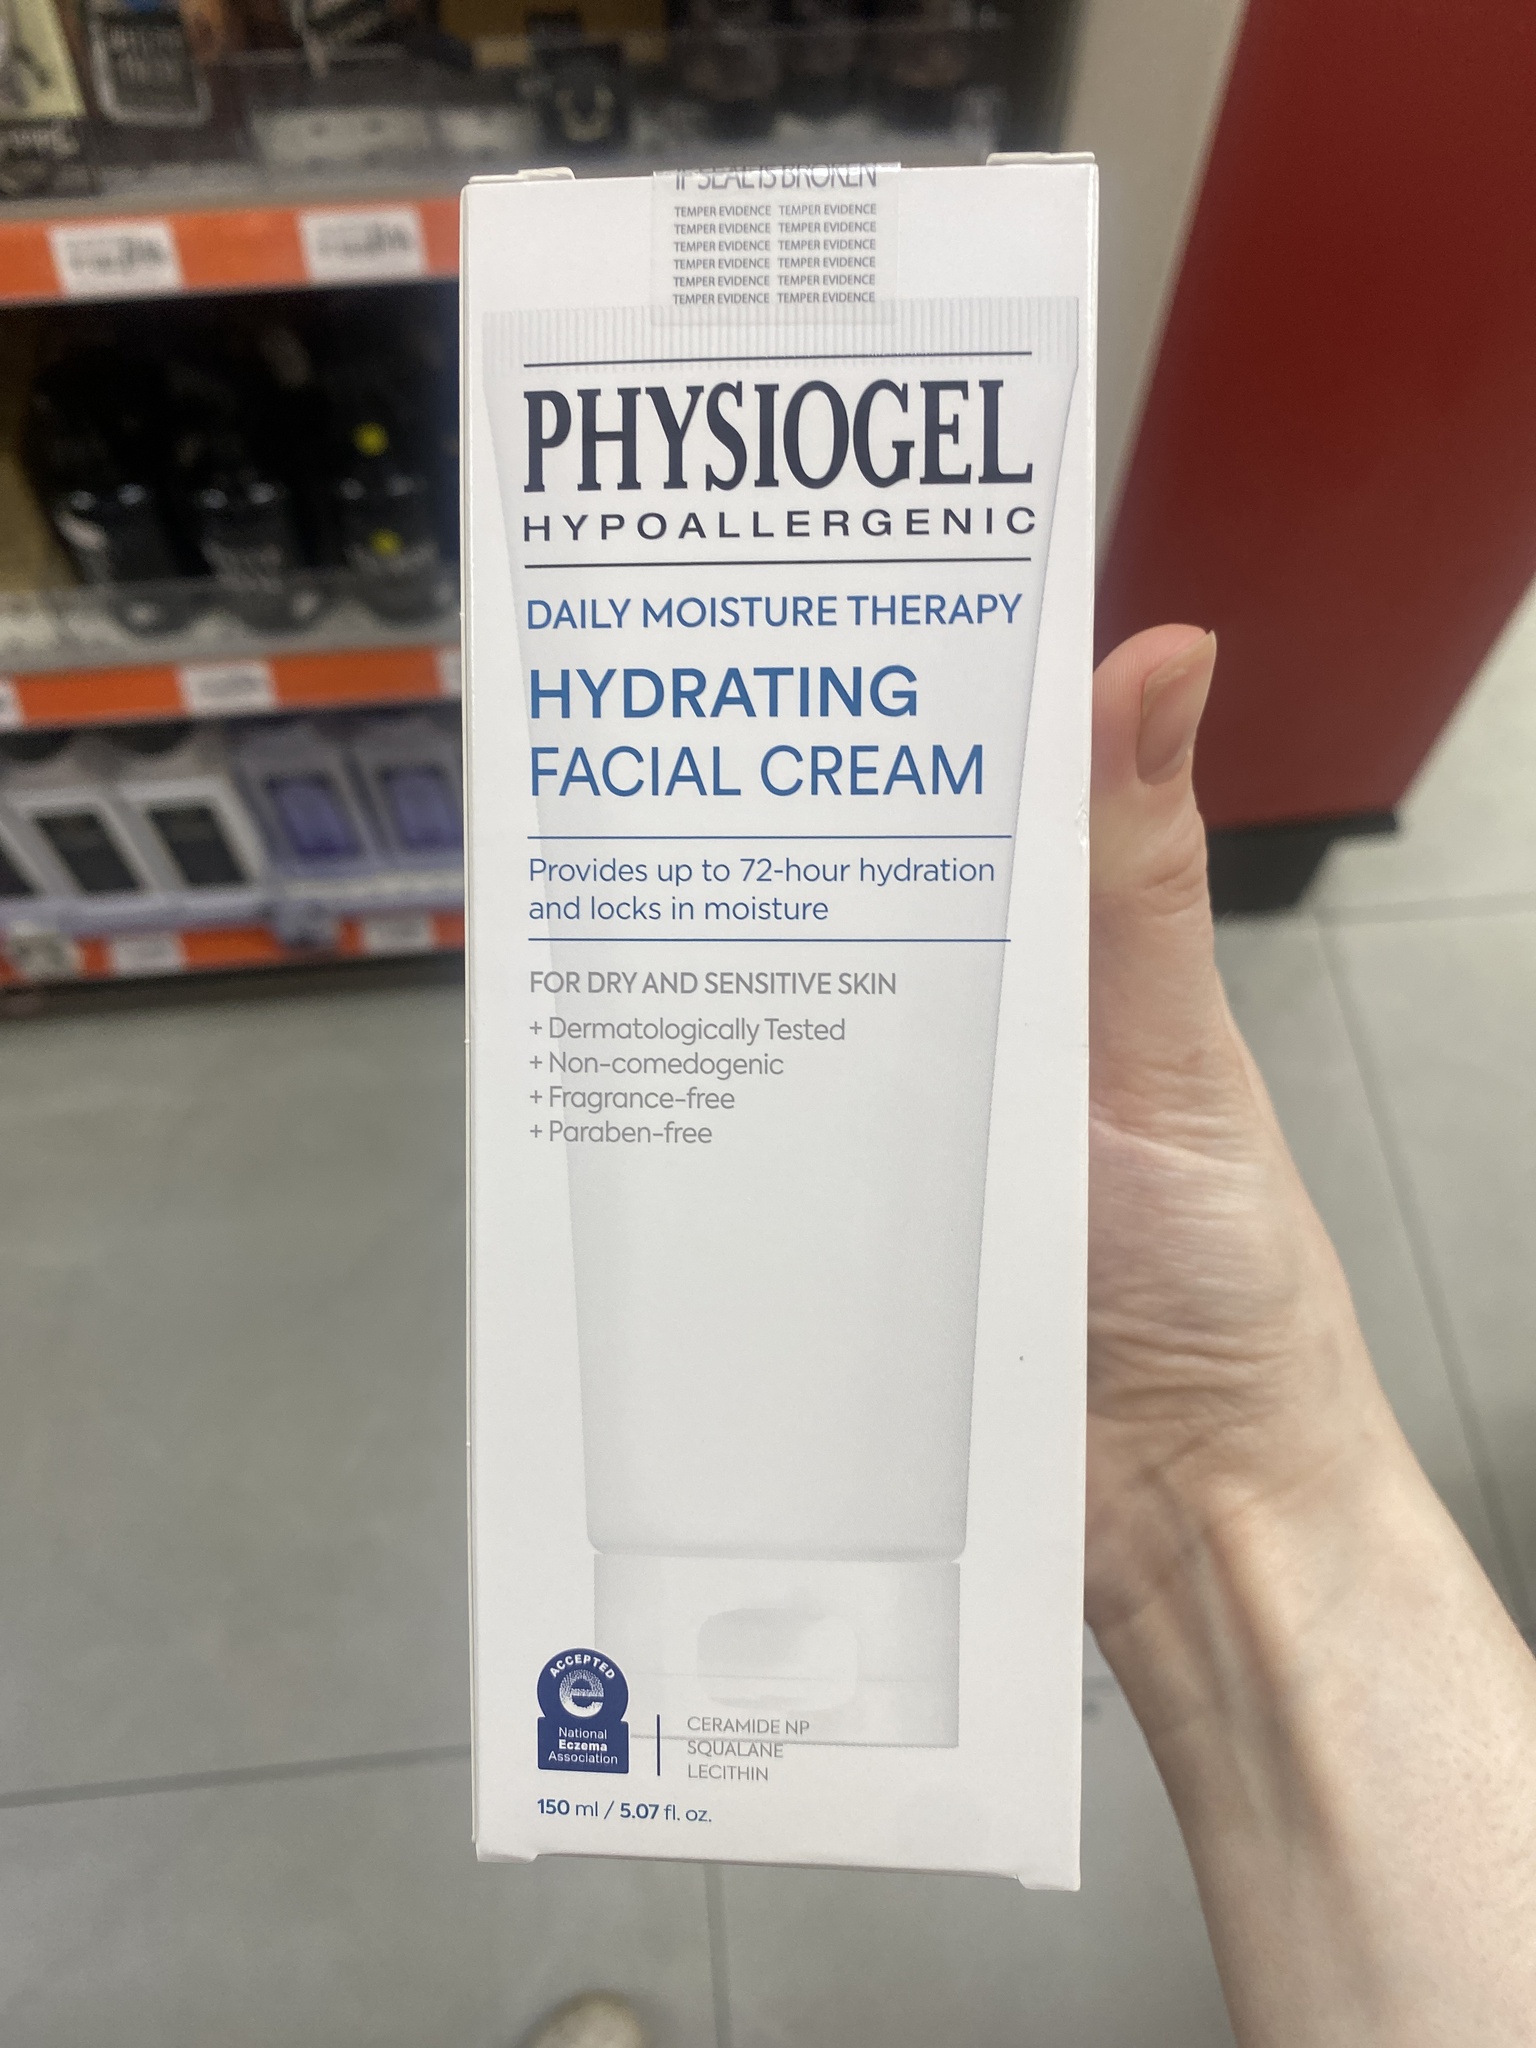 IF SEAL IS BROKEN
TEMPER EVIDENCE TEMPER EVIDENCE
TEMPER EVIDENCE TEMPER EVIDENCE
TEMPER EVIDENCE TEMPER EVIDENCE
TEMPER EVIDENCE TEMPER EVIDENCE
TEMPER EVIDENCE TEMPER EVIDENCE
TEMPER EVIDENCE TEMPER EVIDENCE
PHYSIOGEL
HYPOALLERGENIC
DAILY MOISTURE THERAPY
HYDRATING
FACIAL CREAM
Provides up to 72-hour hydration
and locks in moisture
FOR DRY AND SENSITIVE SKIN
+ Dermatologically Tested
+ Non-comedogenic
+ Fragrance-free
+ Paraben-free
ACCEPTED
e
National
Eczema
Association
CERAMIDE NP
SQUALANE
LECITHIN
150 ml / 5.07 fl. oz.